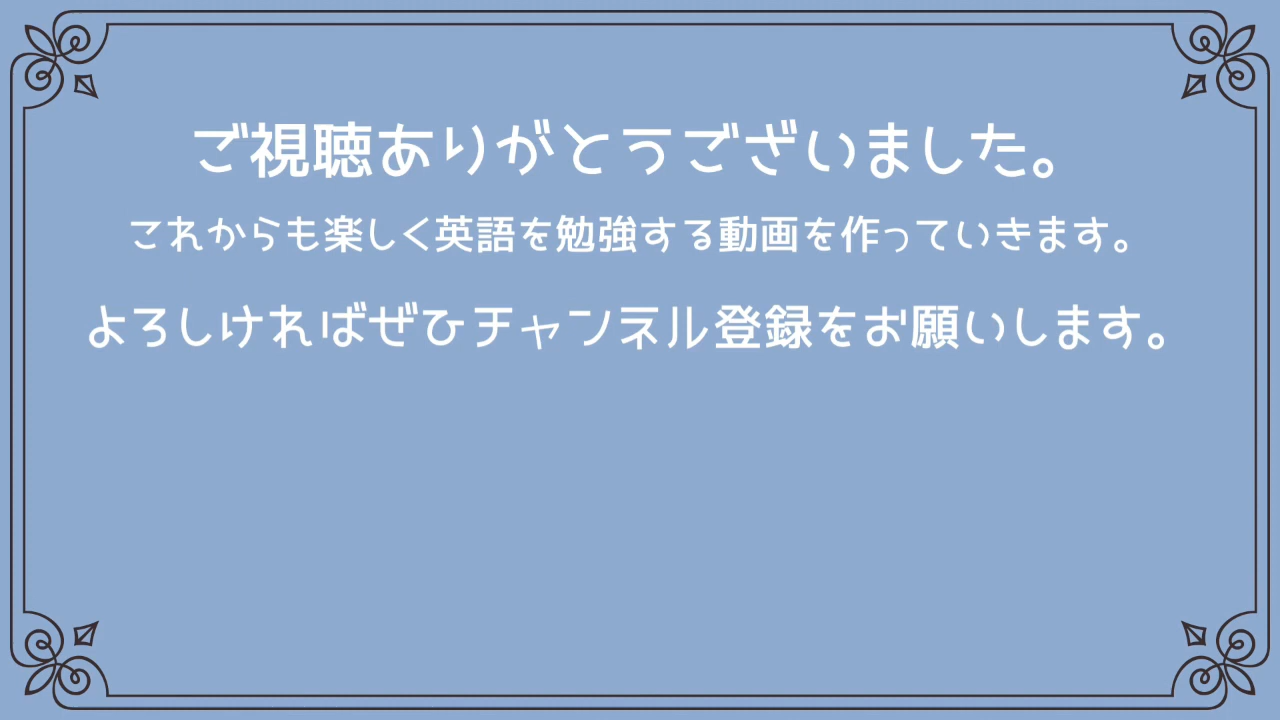 ご視聴ありがとうございました。
これからも楽しく英語を勉強する動画を作っていきます。
よろしければぜひチャンネル登録をお願いします。